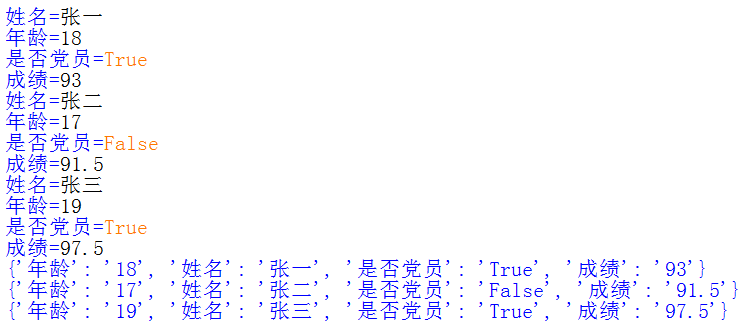 姓名=张一
年龄=18
是否党员=True
成绩=93
姓名=张二
年龄=17
是否党员=False
成绩=91.5
姓名=张三
年龄=19
是否党员=True
成绩=97.5
{'年龄': '18', '姓名': '张一', '是否党员': 'True', '成绩': '93'}
{'年龄': '17', '姓名': '张二', '是否党员': 'False', '成绩': '91.5'}
{'年龄': '19', '姓名': '张三', '是否党员': 'True', '成绩': '97.5'}